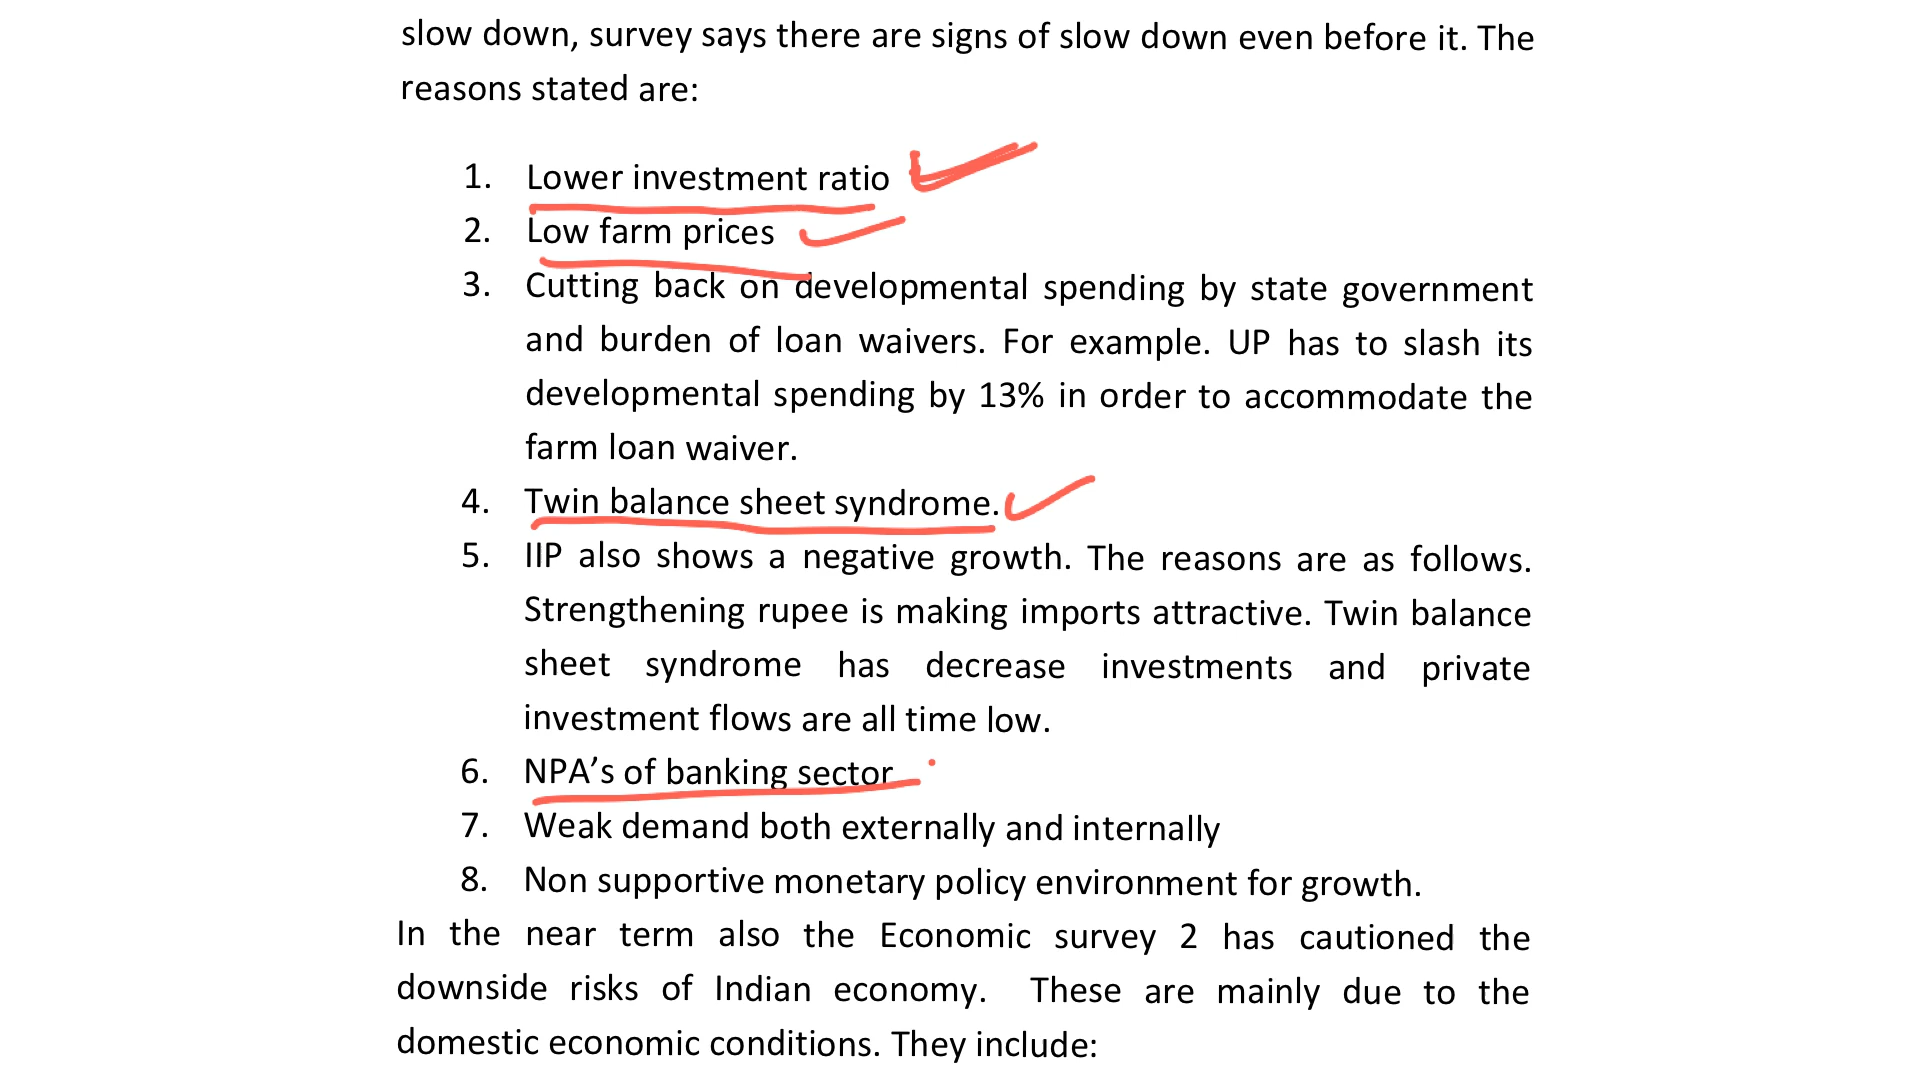 slow down, survey says there are signs of slow down even before it. The
reasons stated are:
1. Lower investment ratio
2. Low farm prices
3. Cutting back on developmental spending by state government
and burden of loan waivers. For example. UP has to slash its
developmental spending by 13% in order to accommodate the
farm loan waiver.
4. Twin balance sheet syndrome.
5. IIP also shows a negative growth. The reasons are as follows.
Strengthening rupee is making imports attractive. Twin balance
sheet syndrome has decrease investments and private
investment flows are all time low.
6. NPA’s of banking sector
7. Weak demand both externally and internally
8. Non supportive monetary policy environment for growth.
In the near term also the Economic survey 2 has cautioned the
downside risks of Indian economy. These are mainly due to the
domestic economic conditions. They include: